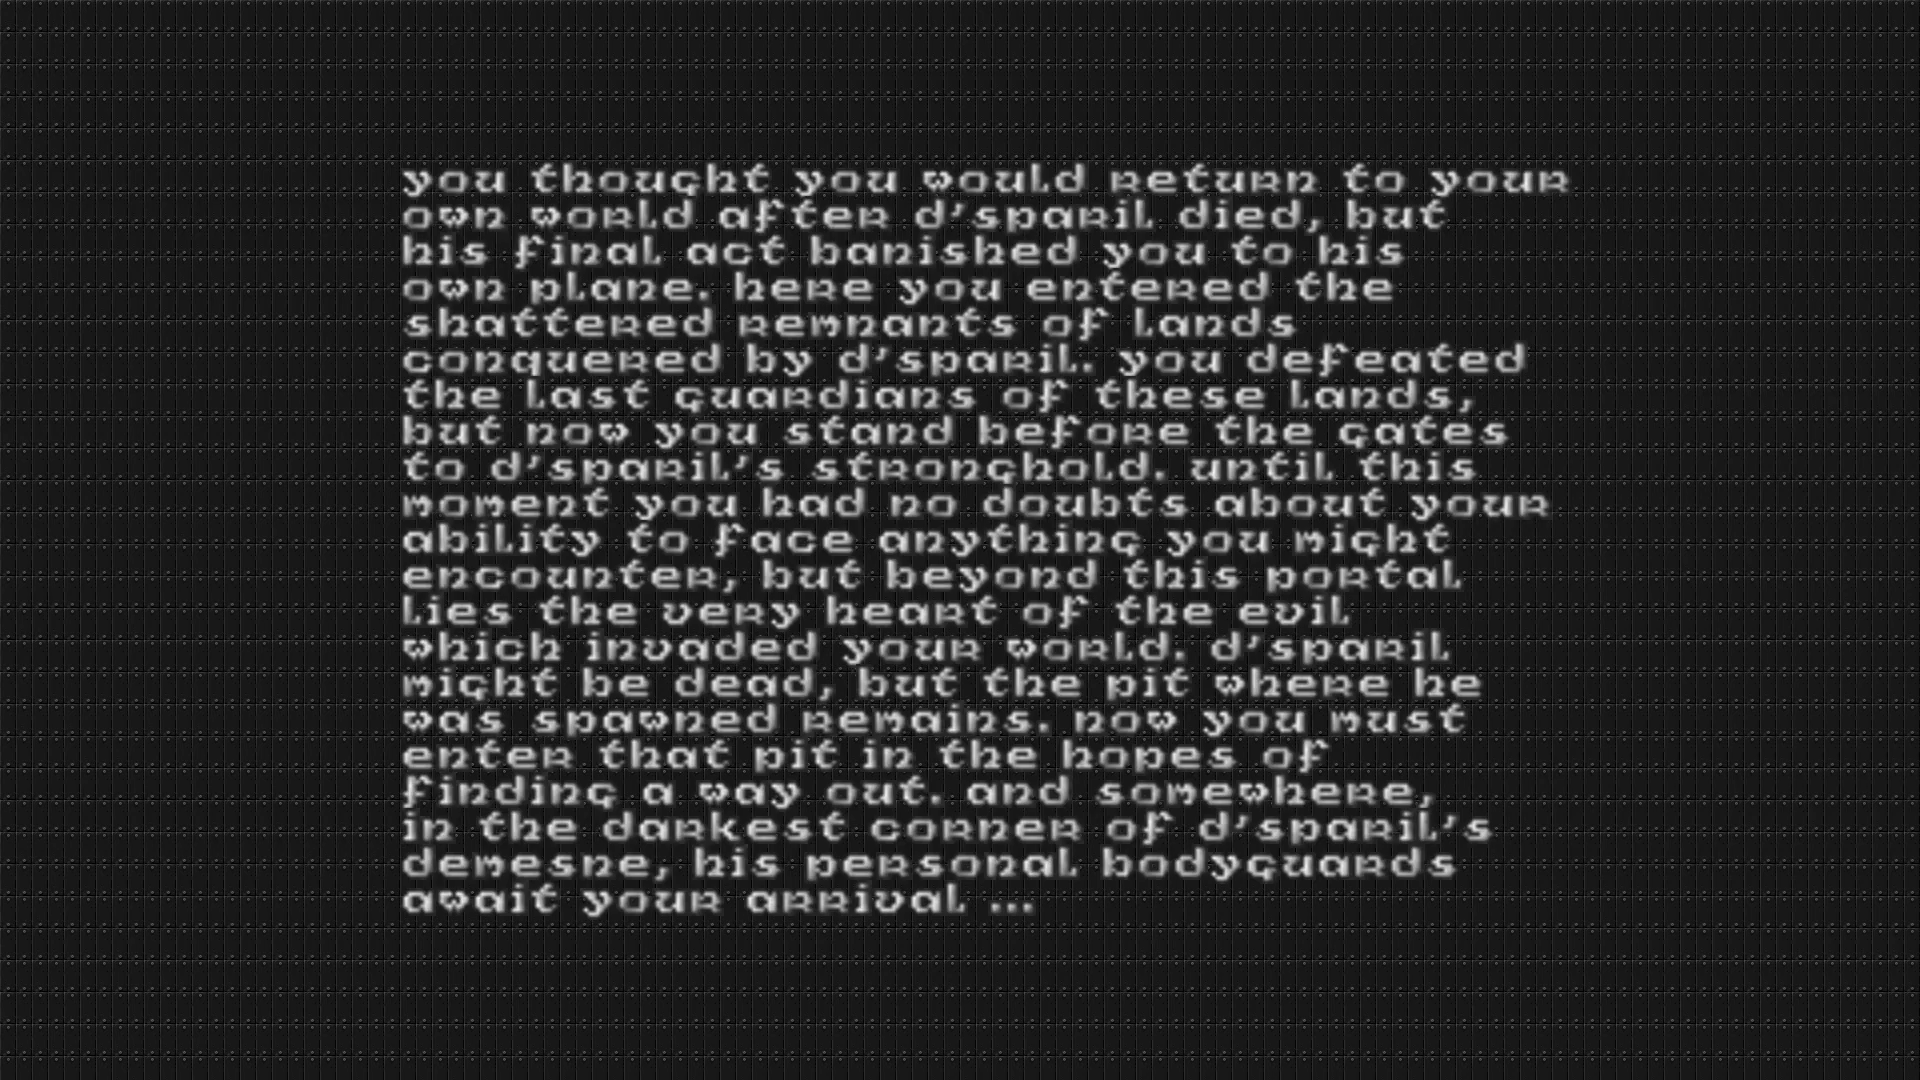 you thought you would return to your
own world after d'sparil died, but
his final act banished you to his
own plane. here you entered the
shattered remnants of lands
conquered by d'sparil. you defeated
the last guardians of these lands,
but now you stand before the gates
to d'sparil's stronghold. until this
moment you had no doubts about your
ability to face anything you might
encounter, but beyond this portal
lies the very heart of the evil
which invaded your world. d'sparil
might be dead, but the pit where he
was spawned remains. now you must
enter that pit in the hopes of
finding a way out. and somewhere,
in the darkest corner of d'sparil's
demesne, his personal bodyguards
await your arrival ...